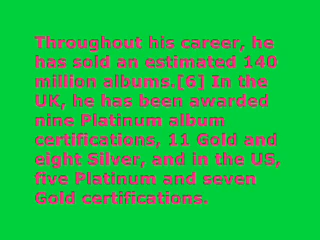 Throughout his career, he
has sold an estimated 140
million albums.[6] In the
UK, he has been awarded
nine Platinum album
certifications, 11 Gold and
eight Silver, and in the US,
five Platinum and seven
Gold certifications.